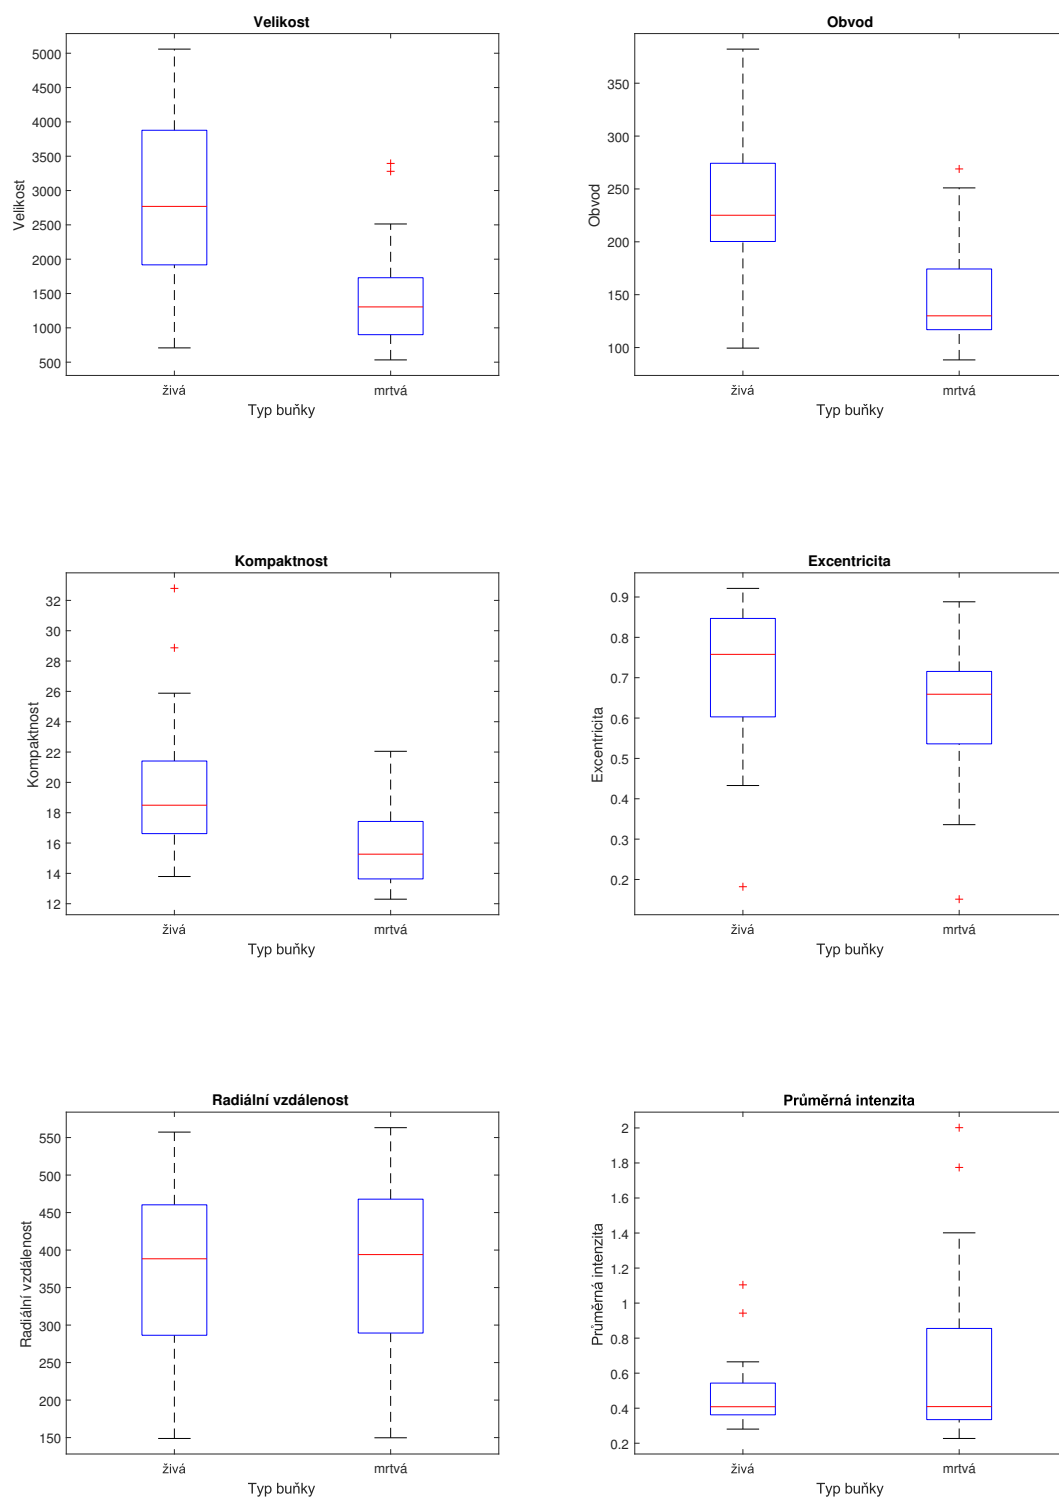 Velikost
5000
4500
4000
3500
3000
2500
2000
1500
1000
500
Velikost
živá
mrtvá
Typ buňky
Obvod
350
300
250
200
150
100
Obvod
živá
mrtvá
Typ buňky
Kompaktnost
32
30
28
26
24
22
20
18
16
14
12
Kompaktnost
živá
mrtvá
Typ buňky
Excentricita
0.9
0.8
0.7
0.6
0.5
0.4
0.3
0.2
Excentricita
živá
mrtvá
Typ buňky
Radiální vzdálenost
550
500
450
400
350
300
250
200
150
Radiální vzdálenost
živá
mrtvá
Typ buňky
Průměrná intenzita
2
1.8
1.6
1.4
1.2
1
0.8
0.6
0.4
0.2
Průměrná intenzita
živá
mrtvá
Typ buňky